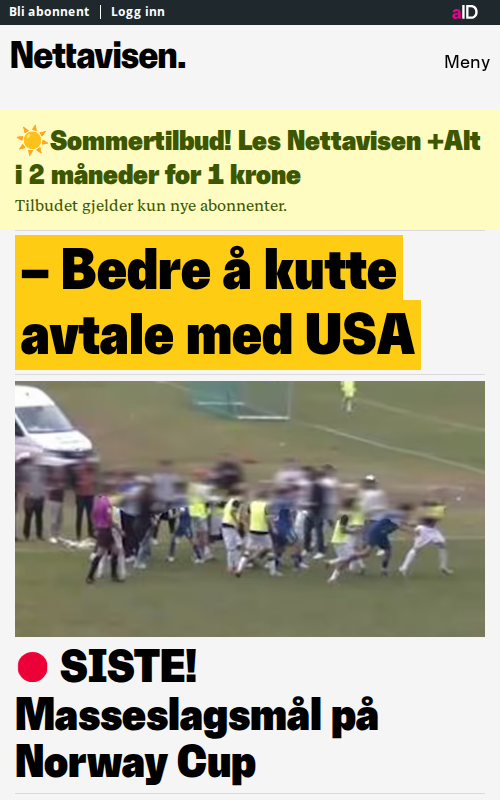 Bli abonnent | Logg inn
aID
Nettavisen.
Meny
☀️Sommertilbud! Les Nettavisen +Alt
i 2 måneder for 1 krone
Tilbudet gjelder kun nye abonnenter.
– Bedre å kutte
avtale med USA
SISTE!
Masseslagsmål på
Norway Cup